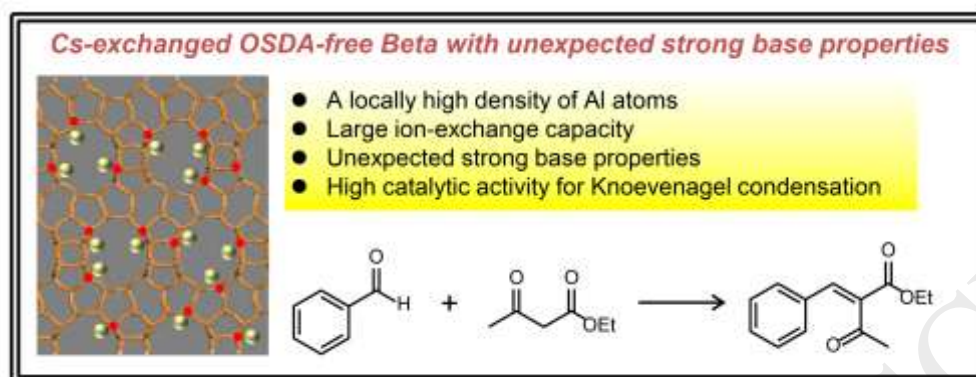 Cs-exchanged OSDA-free Beta with unexpected strong base properties
● A locally high density of Al atoms
● Large ion-exchange capacity
● Unexpected strong base properties
● High catalytic activity for Knoevenagel condensation
O
H
+
O
O
OEt
O
OEt
O